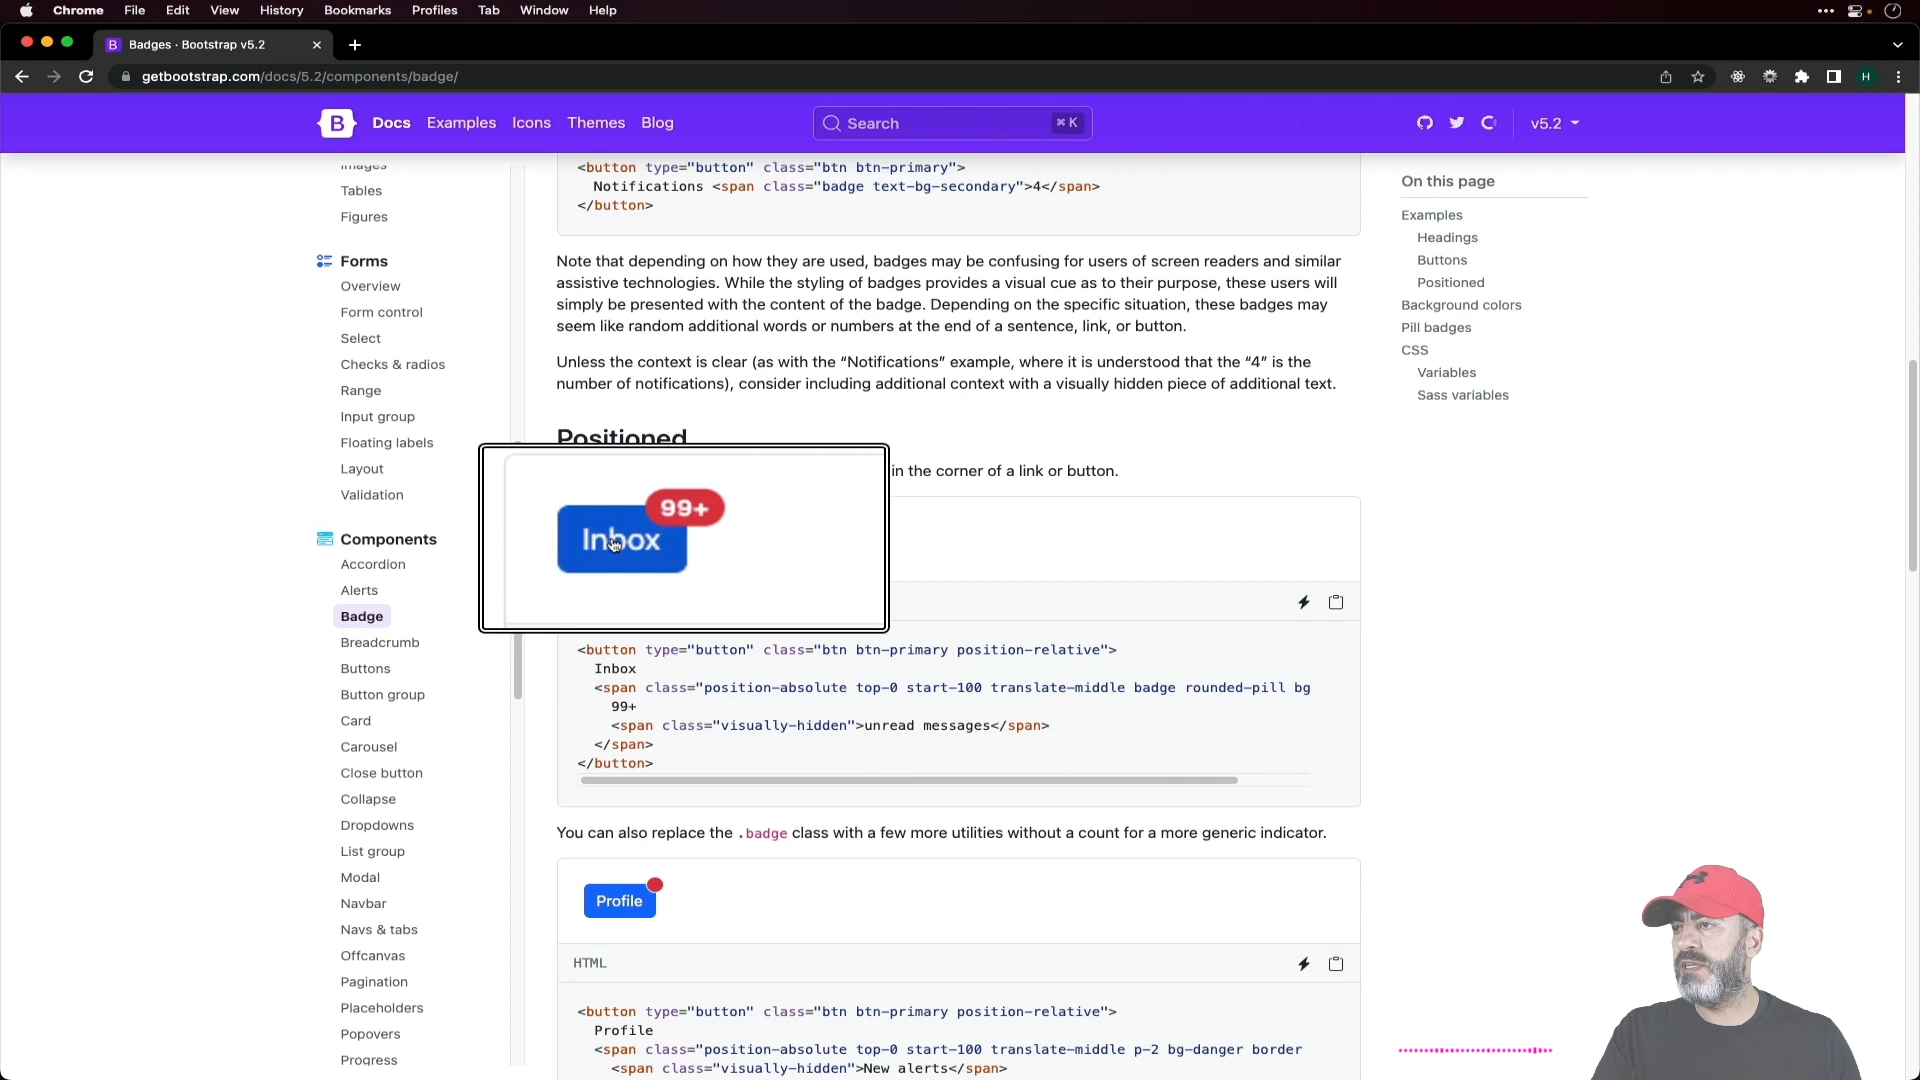 Chrome File Edit View History Bookmarks Profiles Tab Window Help
B Badges · Bootstrap v5.2
getbootstrap.com/docs/5.2/components/badge/
H
B Docs Examples Icons Themes Blog
Search ⌘ K
v5.2
Images
Tables
Figures
Forms
Overview
Form control
Select
Checks & radios
Range
Input group
Floating labels
Layout
Validation
Components
Accordion
Alerts
Badge
Breadcrumb
Buttons
Button group
Card
Carousel
Close button
Collapse
Dropdowns
List group
Modal
Navbar
Navs & tabs
Offcanvas
Pagination
Placeholders
Popovers
Progress
<button type="button" class="btn btn-primary">
Notifications <span class="badge text-bg-secondary">4</span>
</button>
Note that depending on how they are used, badges may be confusing for users of screen readers and similar
assistive technologies. While the styling of badges provides a visual cue as to their purpose, these users will
simply be presented with the content of the badge. Depending on the specific situation, these badges may
seem like random additional words or numbers at the end of a sentence, link, or button.
Unless the context is clear (as with the “Notifications” example, where it is understood that the “4” is the
number of notifications), consider including additional context with a visually hidden piece of additional text.
Positioned
in the corner of a link or button.
99+
Inbox
<button type="button" class="btn btn-primary position-relative">
Inbox
<span class="position-absolute top-0 start-100 translate-middle badge rounded-pill bg
99+
<span class="visually-hidden">unread messages</span>
</span>
</button>
You can also replace the .badge class with a few more utilities without a count for a more generic indicator.
Profile
HTML
<button type="button" class="btn btn-primary position-relative">
Profile
<span class="position-absolute top-0 start-100 translate-middle p-2 bg-danger border
<span class="visually-hidden">New alerts</span>
On this page
Examples
Headings
Buttons
Positioned
Background colors
Pill badges
CSS
Variables
Sass variables